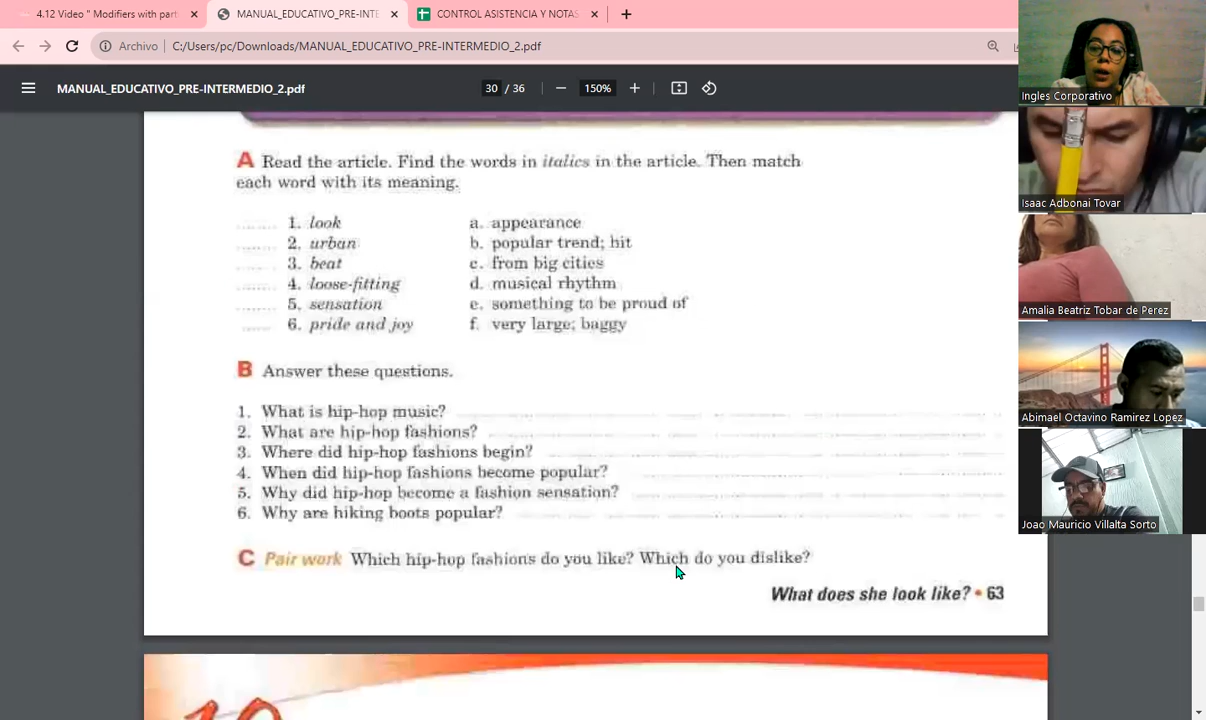 4.12 Video " Modifiers with part
MANUAL_EDUCATIVO_PRE-INTE
CONTROL ASISTENCIA Y NOTAS
Archivo
C:/Users/pc/Downloads/MANUAL_EDUCATIVO_PRE-INTERMEDIO_2.pdf
MANUAL_EDUCATIVO_PRE-INTERMEDIO_2.pdf
30 / 36
150%
A Read the article. Find the words in italics in the article. Then match
each word with its meaning.
1. look
a. appearance
2. urban
b. popular trend; hit
3. beat
c. from big cities
4. loose-fitting
d. musical rhythm
5. sensation
e. something to be proud of
6. pride and joy
f. very large; baggy
B Answer these questions.
1. What is hip-hop music?
2. What are hip-hop fashions?
3. Where did hip-hop fashions begin?
4. When did hip-hop fashions become popular?
5. Why did hip-hop become a fashion sensation?
6. Why are hiking boots popular?
C Pair work Which hip-hop fashions do you like? Which do you dislike?
What does she look like? • 63
Ingles Corporativo
Isaac Adbonai Tovar
Amalia Beatriz Tobar de Perez
Abimael Octavino Ramirez Lopez
Joao Mauricio Villalta Sorto